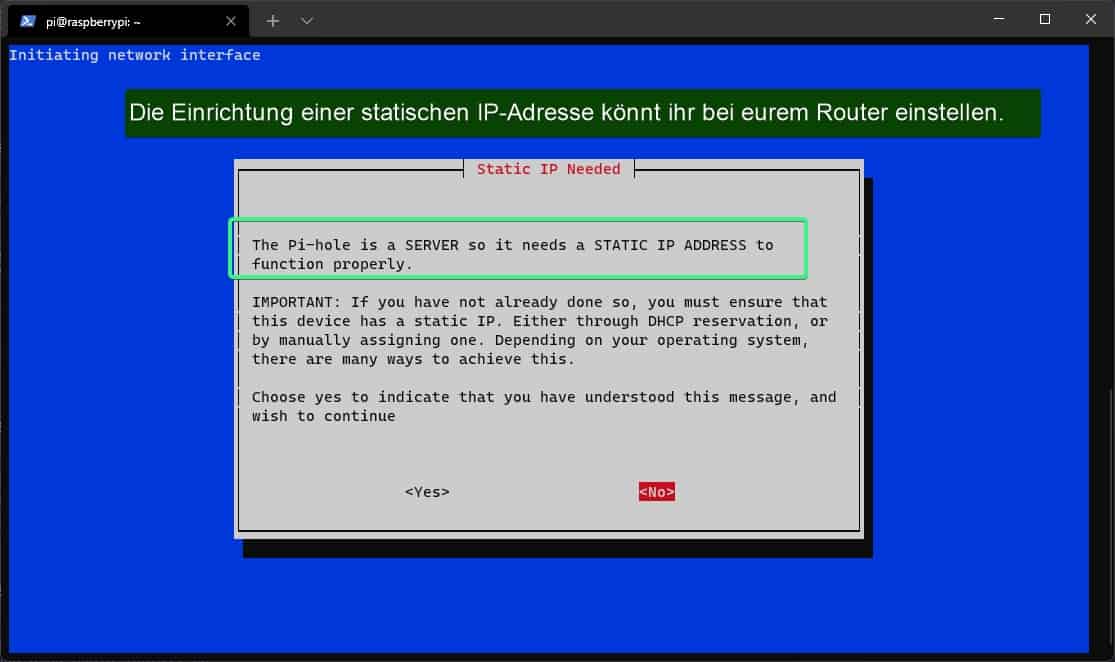 pi@raspberrypi: ~
Initiating network interface
Die Einrichtung einer statischen IP-Adresse könnt ihr bei eurem Router einstellen.
Static IP Needed
The Pi-hole is a SERVER so it needs a STATIC IP ADDRESS to
function properly.
IMPORTANT: If you have not already done so, you must ensure that
this device has a static IP. Either through DHCP reservation, or
by manually assigning one. Depending on your operating system,
there are many ways to achieve this.
Choose yes to indicate that you have understood this message, and
wish to continue
<Yes> <No>